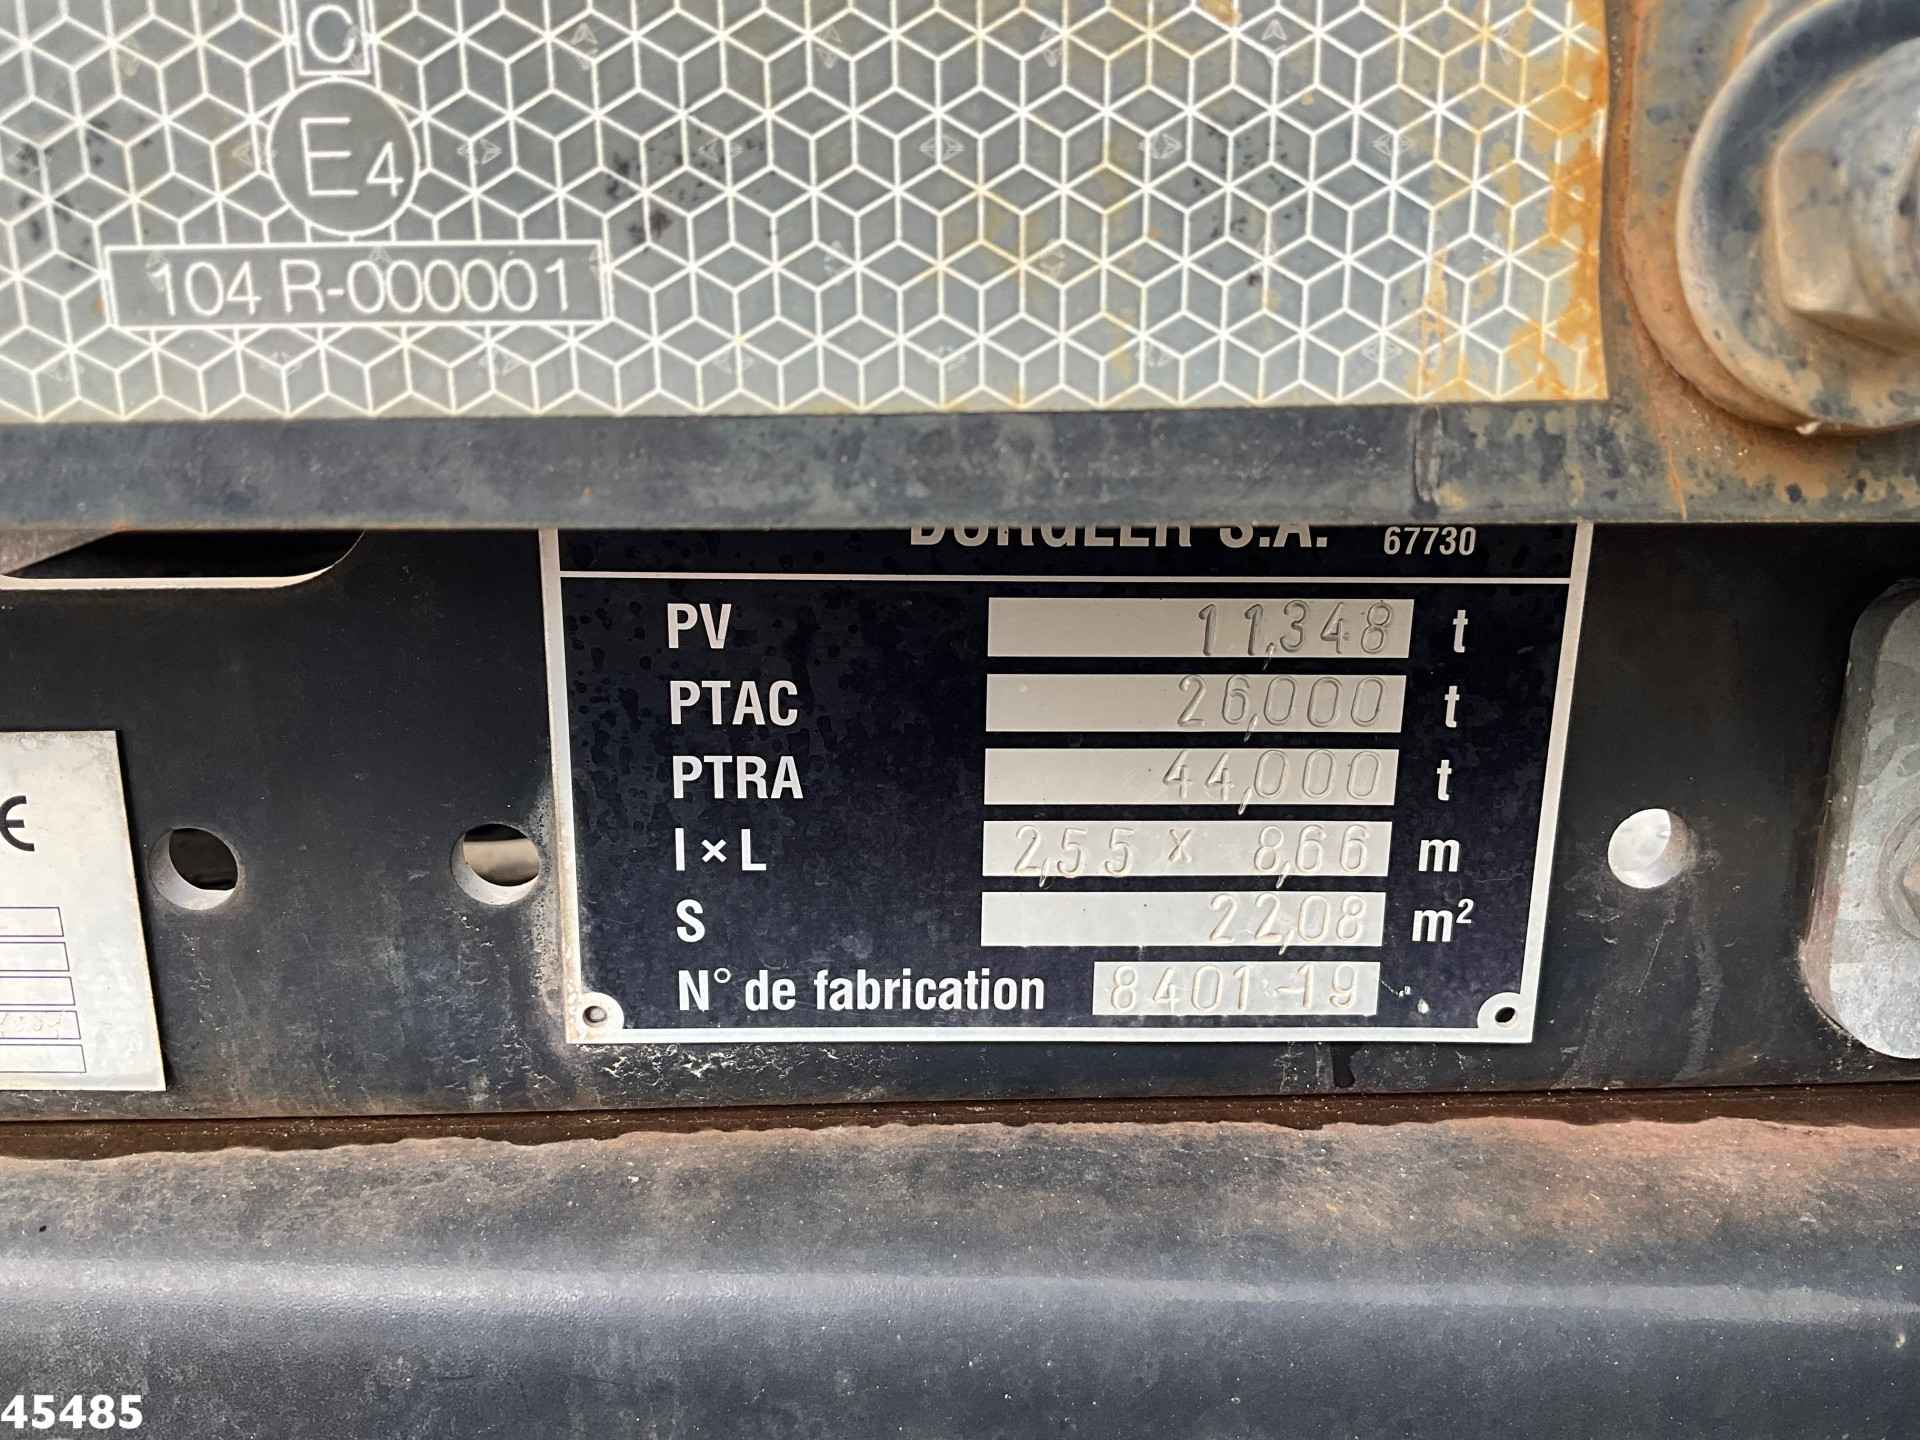 C
E4
104 R-000001
S.A. 67730
PV 11,348 t
PTAC 26,000 t
PTRA 44,000 t
l × L 2,55 x 8,66 m
S 22,08 m²
N° de fabrication 8401-19
CE
45485